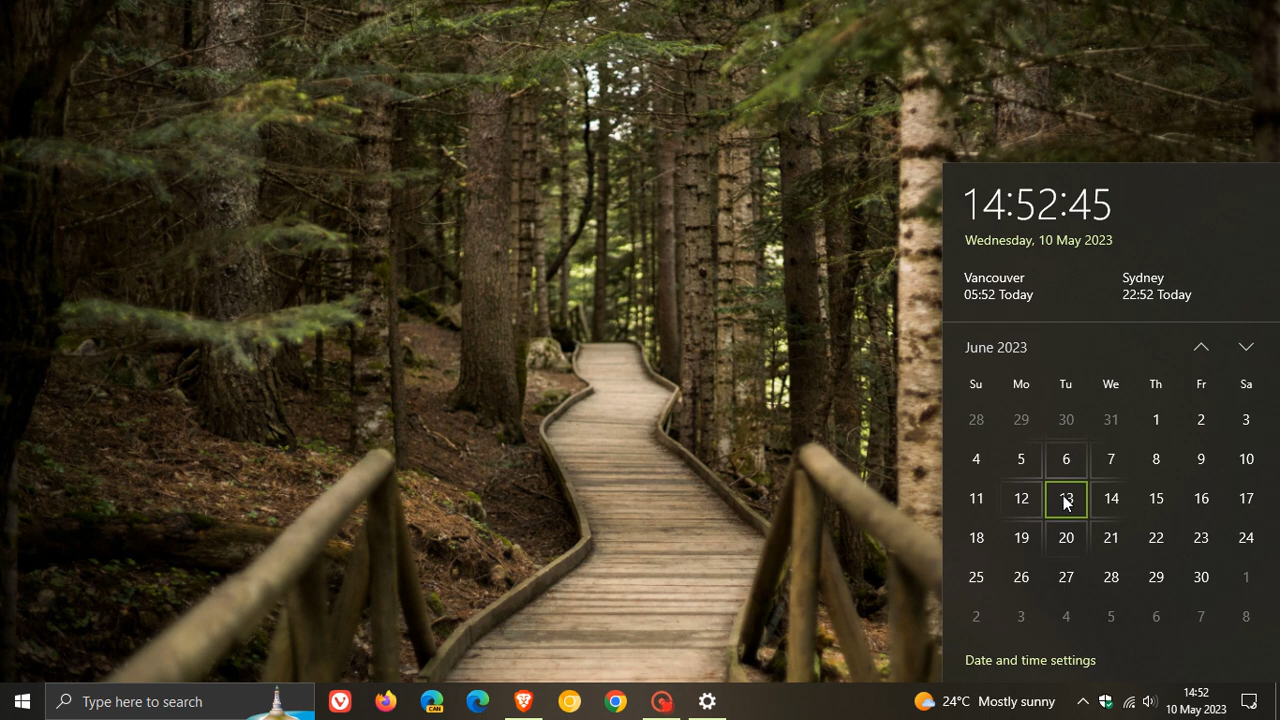 14:52:45
Wednesday, 10 May 2023
Vancouver Sydney
05:52 Today 22:52 Today
June 2023
Su Mo Tu We Th Fr Sa
28 29 30 31 1 2 3
4 5 6 7 8 9 10
11 12 13 14 15 16 17
18 19 20 21 22 23 24
25 26 27 28 29 30 1
2 3 4 5 6 7 8
Date and time settings
Type here to search
CAN
24°C Mostly sunny
14:52
10 May 2023